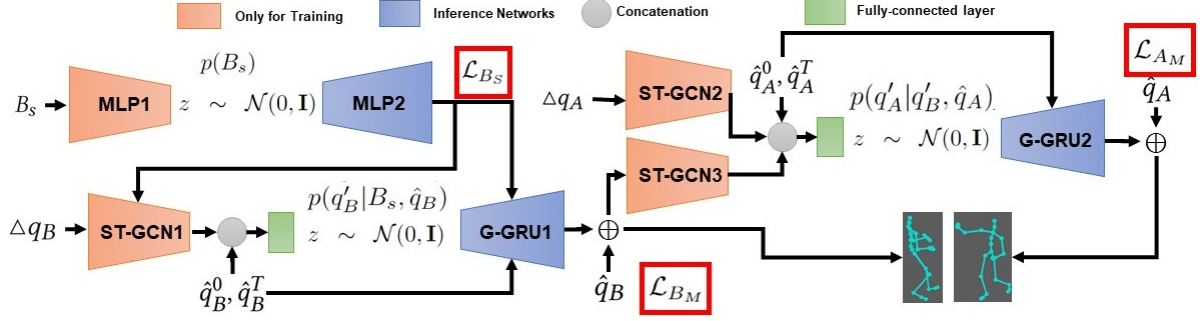 Only for Training
Inference Networks
Concatenation
Fully-connected layer
p(B_s)
B_s
MLP1
z ∼ N(0, I)
MLP2
L_{B_S}
△q_A
ST-GCN2
q̂_A^0, q̂_A^T
p(q′_A|q′_B, q̂_A)
z ∼ N(0, I)
G-GRU2
L_{A_M}
q̂_A
⊕
ST-GCN3
△q_B
ST-GCN1
p(q′_B|B_s, q̂_B)
z ∼ N(0, I)
G-GRU1
⊕
q̂_B^0, q̂_B^T
q̂_B
L_{B_M}